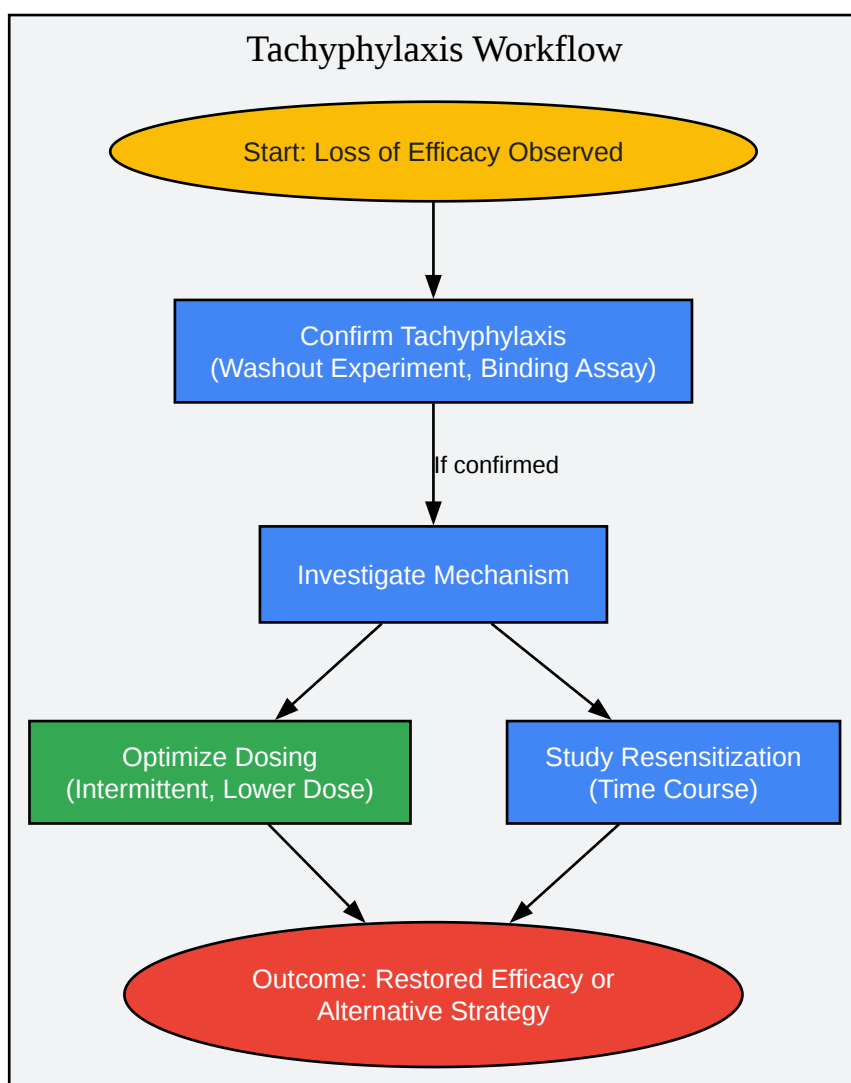 Tachyphylaxis Workflow
Start: Loss of Efficacy Observed
Confirm Tachyphylaxis
(Washout Experiment, Binding Assay)
If confirmed
Investigate Mechanism
Optimize Dosing
(Intermittent, Lower Dose)
Study Resensitization
(Time Course)
Outcome: Restored Efficacy or
Alternative Strategy